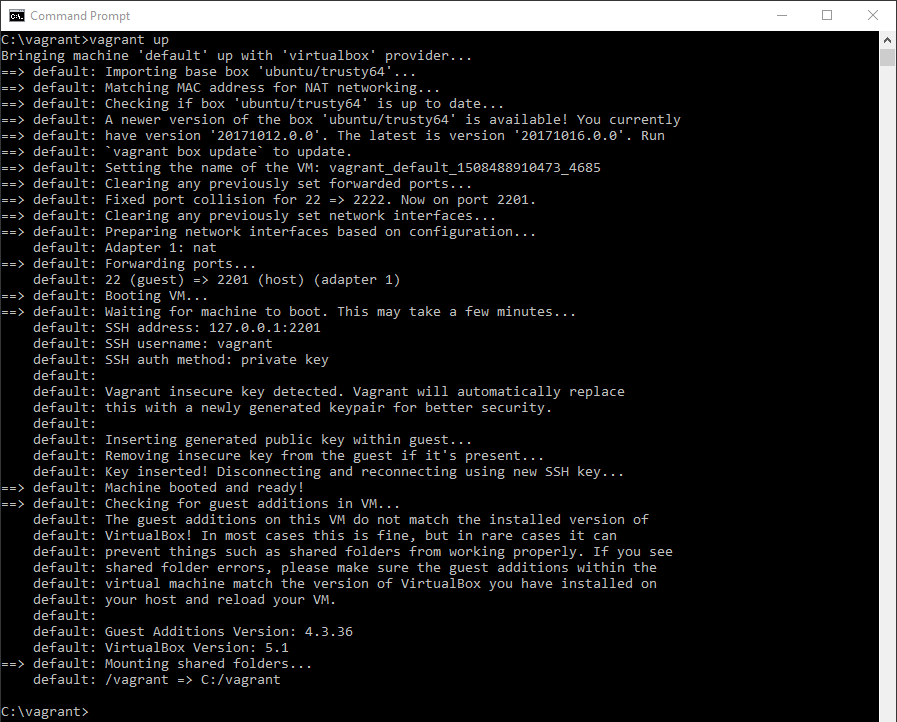 Command Prompt
C:\vagrant>vagrant up
Bringing machine 'default' up with 'virtualbox' provider...
==> default: Importing base box 'ubuntu/trusty64'...
==> default: Matching MAC address for NAT networking...
==> default: Checking if box 'ubuntu/trusty64' is up to date...
==> default: A newer version of the box 'ubuntu/trusty64' is available! You currently
==> default: have version '20171012.0.0'. The latest is version '20171016.0.0'. Run
==> default: `vagrant box update` to update.
==> default: Setting the name of the VM: vagrant_default_1508488910473_4685
==> default: Clearing any previously set forwarded ports...
==> default: Fixed port collision for 22 => 2222. Now on port 2201.
==> default: Clearing any previously set network interfaces...
==> default: Preparing network interfaces based on configuration...
    default: Adapter 1: nat
==> default: Forwarding ports...
    default: 22 (guest) => 2201 (host) (adapter 1)
==> default: Booting VM...
==> default: Waiting for machine to boot. This may take a few minutes...
    default: SSH address: 127.0.0.1:2201
    default: SSH username: vagrant
    default: SSH auth method: private key
    default:
    default: Vagrant insecure key detected. Vagrant will automatically replace
    default: this with a newly generated keypair for better security.
    default:
    default: Inserting generated public key within guest...
    default: Removing insecure key from the guest if it's present...
    default: Key inserted! Disconnecting and reconnecting using new SSH key...
==> default: Machine booted and ready!
==> default: Checking for guest additions in VM...
    default: The guest additions on this VM do not match the installed version of
    default: VirtualBox! In most cases this is fine, but in rare cases it can
    default: prevent things such as shared folders from working properly. If you see
    default: shared folder errors, please make sure the guest additions within the
    default: virtual machine match the version of VirtualBox you have installed on
    default: your host and reload your VM.
    default:
    default: Guest Additions Version: 4.3.36
    default: VirtualBox Version: 5.1
==> default: Mounting shared folders...
    default: /vagrant => C:/vagrant
C:\vagrant>